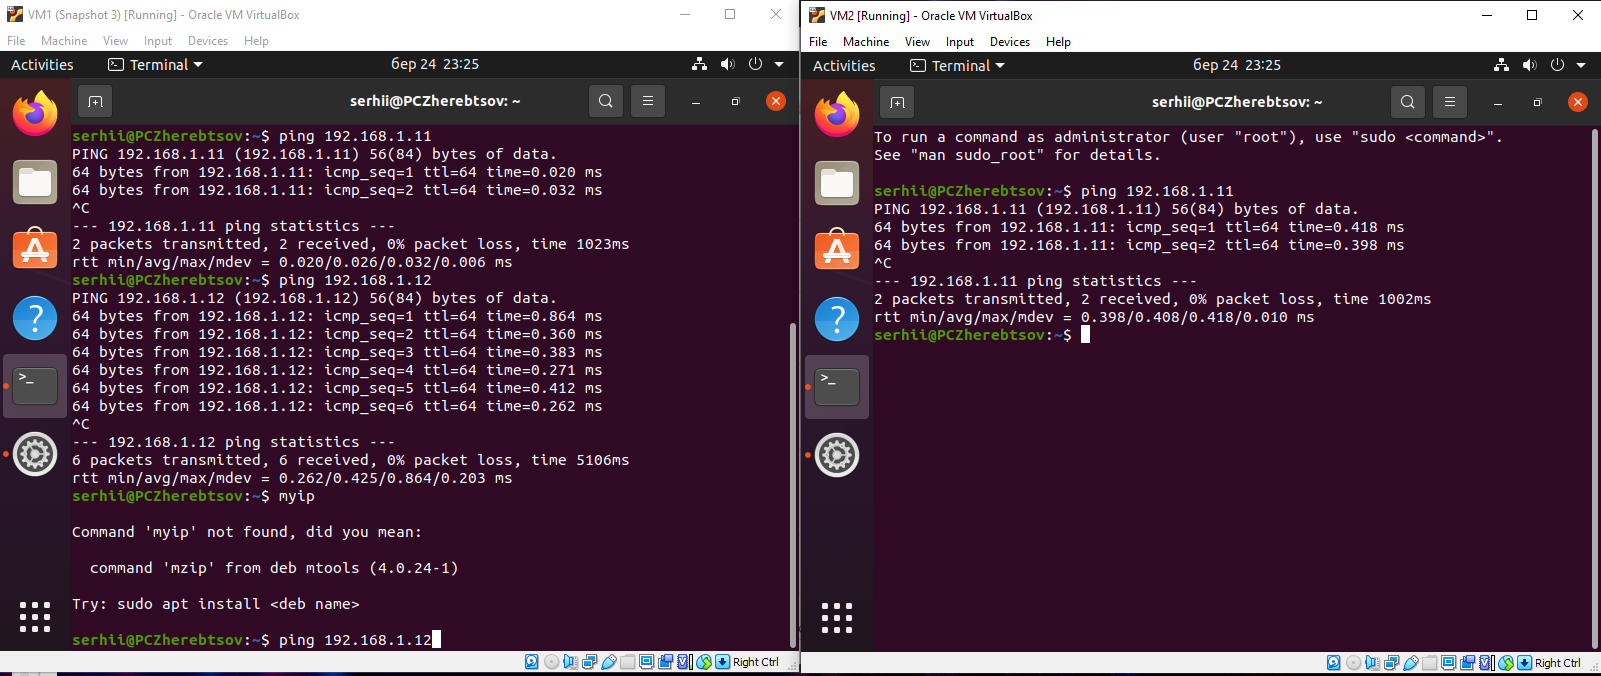 VM1 (Snapshot 3) [Running] - Oracle VM VirtualBox
File Machine View Input Devices Help
Activities Terminal бер 24 23:25
serhii@PCZherebtsov: ~
serhii@PCZherebtsov:~$ ping 192.168.1.11
PING 192.168.1.11 (192.168.1.11) 56(84) bytes of data.
64 bytes from 192.168.1.11: icmp_seq=1 ttl=64 time=0.020 ms
64 bytes from 192.168.1.11: icmp_seq=2 ttl=64 time=0.032 ms
^C
--- 192.168.1.11 ping statistics ---
2 packets transmitted, 2 received, 0% packet loss, time 1023ms
rtt min/avg/max/mdev = 0.020/0.026/0.032/0.006 ms
serhii@PCZherebtsov:~$ ping 192.168.1.12
PING 192.168.1.12 (192.168.1.12) 56(84) bytes of data.
64 bytes from 192.168.1.12: icmp_seq=1 ttl=64 time=0.864 ms
64 bytes from 192.168.1.12: icmp_seq=2 ttl=64 time=0.360 ms
64 bytes from 192.168.1.12: icmp_seq=3 ttl=64 time=0.383 ms
64 bytes from 192.168.1.12: icmp_seq=4 ttl=64 time=0.271 ms
64 bytes from 192.168.1.12: icmp_seq=5 ttl=64 time=0.412 ms
64 bytes from 192.168.1.12: icmp_seq=6 ttl=64 time=0.262 ms
^C
--- 192.168.1.12 ping statistics ---
6 packets transmitted, 6 received, 0% packet loss, time 5106ms
rtt min/avg/max/mdev = 0.262/0.425/0.864/0.203 ms
serhii@PCZherebtsov:~$ myip
Command 'myip' not found, did you mean:
command 'mzip' from deb mtools (4.0.24-1)
Try: sudo apt install <deb name>
serhii@PCZherebtsov:~$ ping 192.168.1.12
Right Ctrl
VM2 [Running] - Oracle VM VirtualBox
File Machine View Input Devices Help
Activities Terminal бер 24 23:25
serhii@PCZherebtsov: ~
To run a command as administrator (user "root"), use "sudo <command>".
See "man sudo_root" for details.
serhii@PCZherebtsov:~$ ping 192.168.1.11
PING 192.168.1.11 (192.168.1.11) 56(84) bytes of data.
64 bytes from 192.168.1.11: icmp_seq=1 ttl=64 time=0.418 ms
64 bytes from 192.168.1.11: icmp_seq=2 ttl=64 time=0.398 ms
^C
--- 192.168.1.11 ping statistics ---
2 packets transmitted, 2 received, 0% packet loss, time 1002ms
rtt min/avg/max/mdev = 0.398/0.408/0.418/0.010 ms
serhii@PCZherebtsov:~$
Right Ctrl